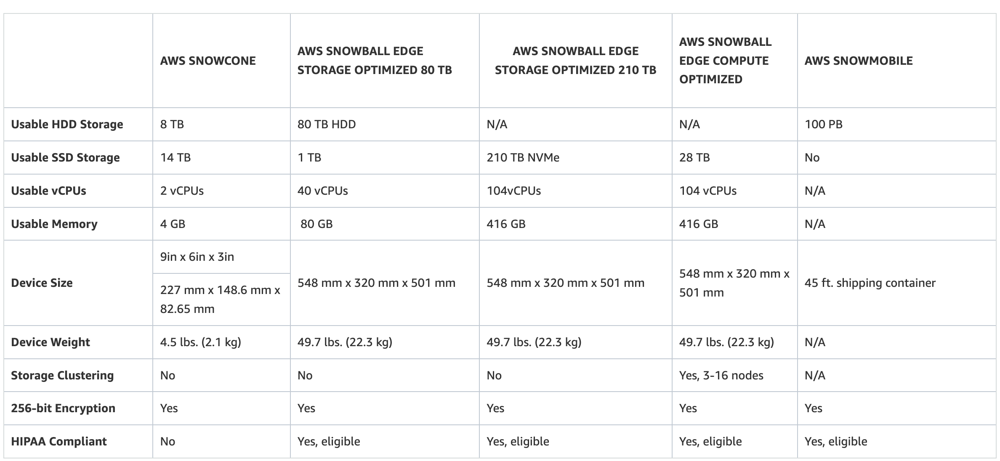 AWS SNOWCONE
AWS SNOWBALL EDGE
STORAGE OPTIMIZED 80 TB
AWS SNOWBALL EDGE
STORAGE OPTIMIZED 210 TB
AWS SNOWBALL
EDGE COMPUTE
OPTIMIZED
AWS SNOWMOBILE
Usable HDD Storage
8 TB
80 TB HDD
N/A
N/A
100 PB
Usable SSD Storage
14 TB
1 TB
210 TB NVMe
28 TB
No
Usable vCPUs
2 vCPUs
40 vCPUs
104vCPUs
104 vCPUs
N/A
Usable Memory
4 GB
80 GB
416 GB
416 GB
N/A
Device Size
9in x 6in x 3in
227 mm x 148.6 mm x
82.65 mm
548 mm x 320 mm x 501 mm
548 mm x 320 mm x 501 mm
548 mm x 320 mm x
501 mm
45 ft. shipping container
Device Weight
4.5 lbs. (2.1 kg)
49.7 lbs. (22.3 kg)
49.7 lbs. (22.3 kg)
49.7 lbs. (22.3 kg)
N/A
Storage Clustering
No
No
No
Yes, 3-16 nodes
N/A
256-bit Encryption
Yes
Yes
Yes
Yes
Yes
HIPAA Compliant
No
Yes, eligible
Yes, eligible
Yes, eligible
Yes, eligible